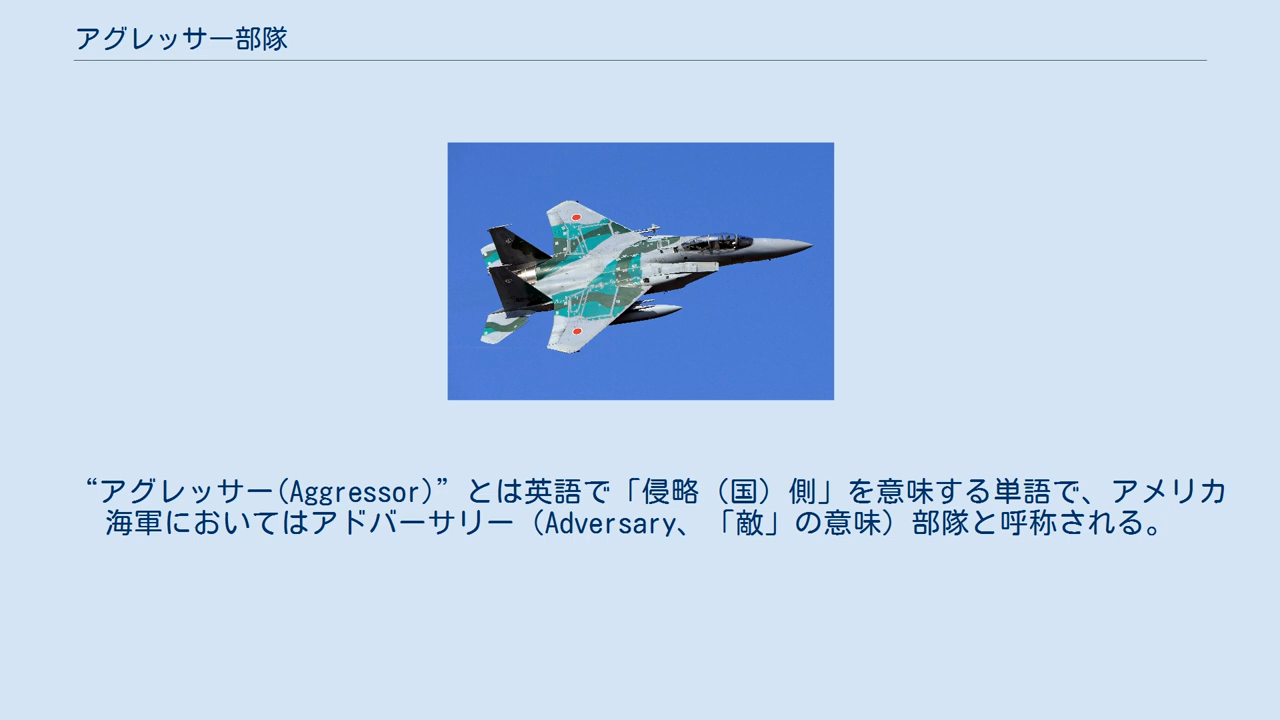 アグレッサー部隊
“アグレッサー(Aggressor)”とは英語で「侵略（国）側」を意味する単語で、アメリカ
海軍においてはアドバーサリー（Adversary、「敵」の意味）部隊と呼称される。